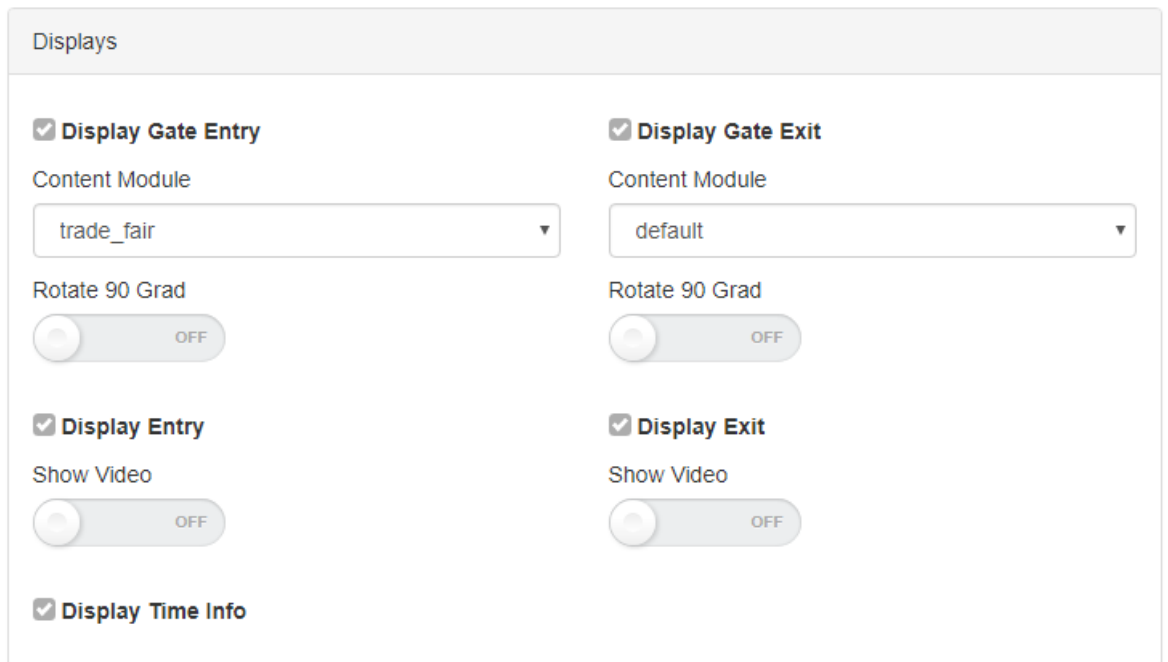 Displays
Display Gate Entry
Display Gate Exit
Content Module
Content Module
trade_fair
default
Rotate 90 Grad
Rotate 90 Grad
OFF
OFF
Display Entry
Display Exit
Show Video
Show Video
OFF
OFF
Display Time Info